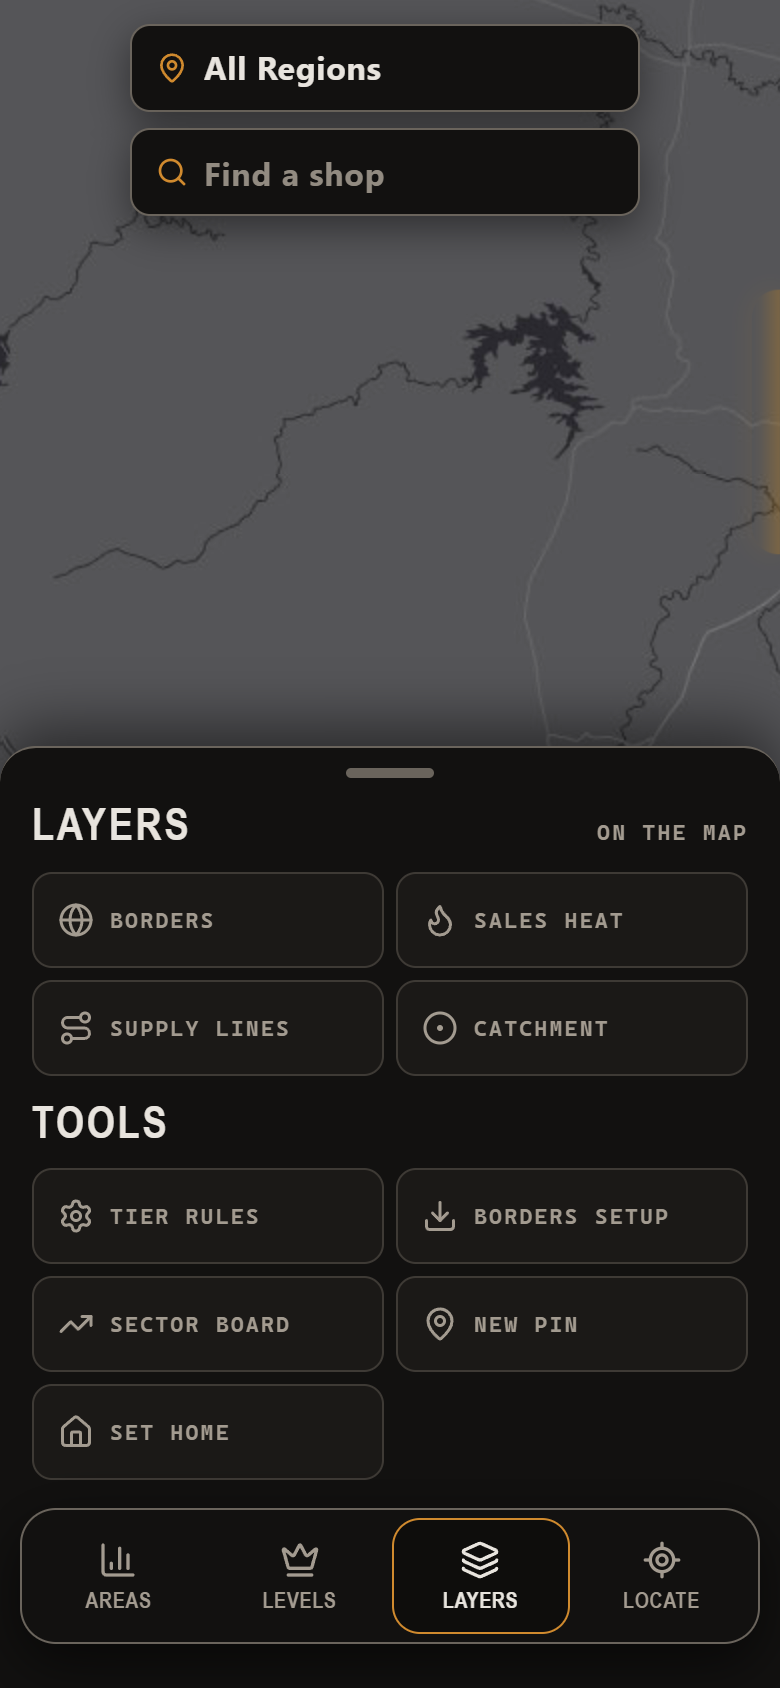 All Regions
Find a shop
LAYERS
ON THE MAP
BORDERS
SALES HEAT
SUPPLY LINES
CATCHMENT
TOOLS
TIER RULES
BORDERS SETUP
SECTOR BOARD
NEW PIN
SET HOME
AREAS
LEVELS
LAYERS
LOCATE